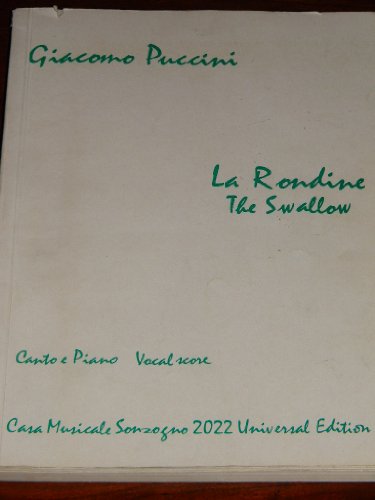 Giacomo Puccini
La Rondine
The Swallow
Canto e Piano Vocal score
Casa Musicale Sonzogno 2022 Universal Edition